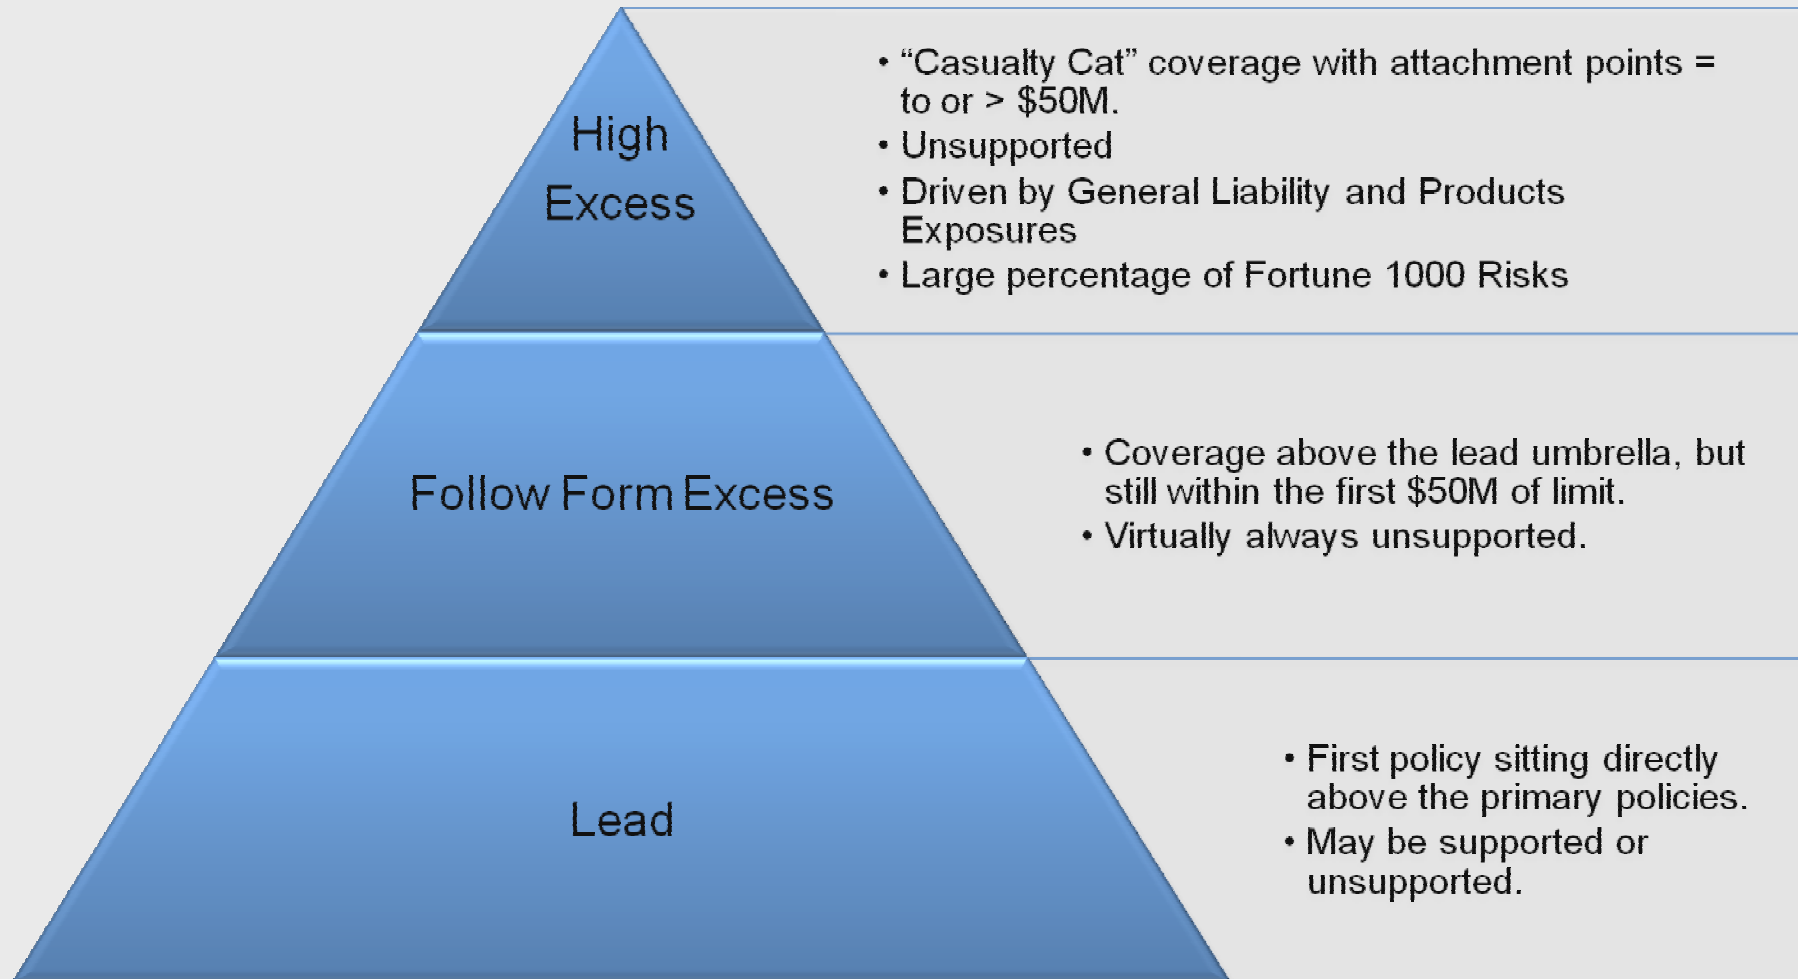 High
Excess
• “Casualty Cat” coverage with attachment points =
to or > $50M.
• Unsupported
• Driven by General Liability and Products
Exposures
• Large percentage of Fortune 1000 Risks
Follow Form Excess
• Coverage above the lead umbrella, but
still within the first $50M of limit.
• Virtually always unsupported.
Lead
• First policy sitting directly
above the primary policies.
• May be supported or
unsupported.